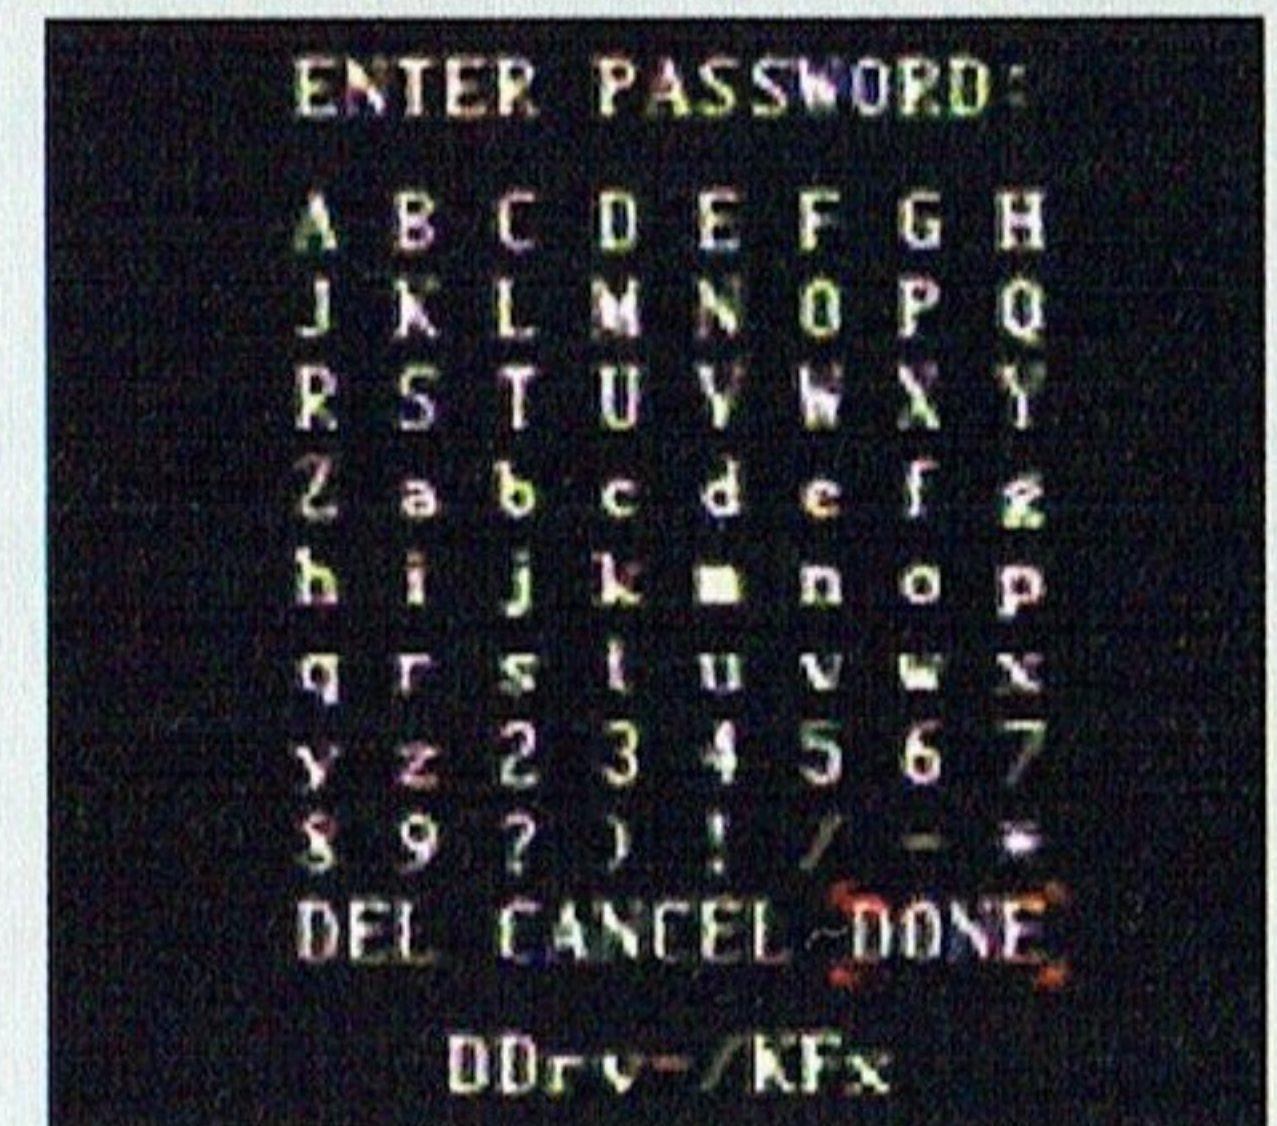 ENTER PASSWORD:
A B C D E F G H
J K L M N O P Q
R S T U V W X Y
Z a b c d e f g
h i j k m n o p
q r s t u v w x
y z 2 3 4 5 6 7
8 9 ? ) ! / - *
DEL CANCEL DONE
DDrv-/KFx